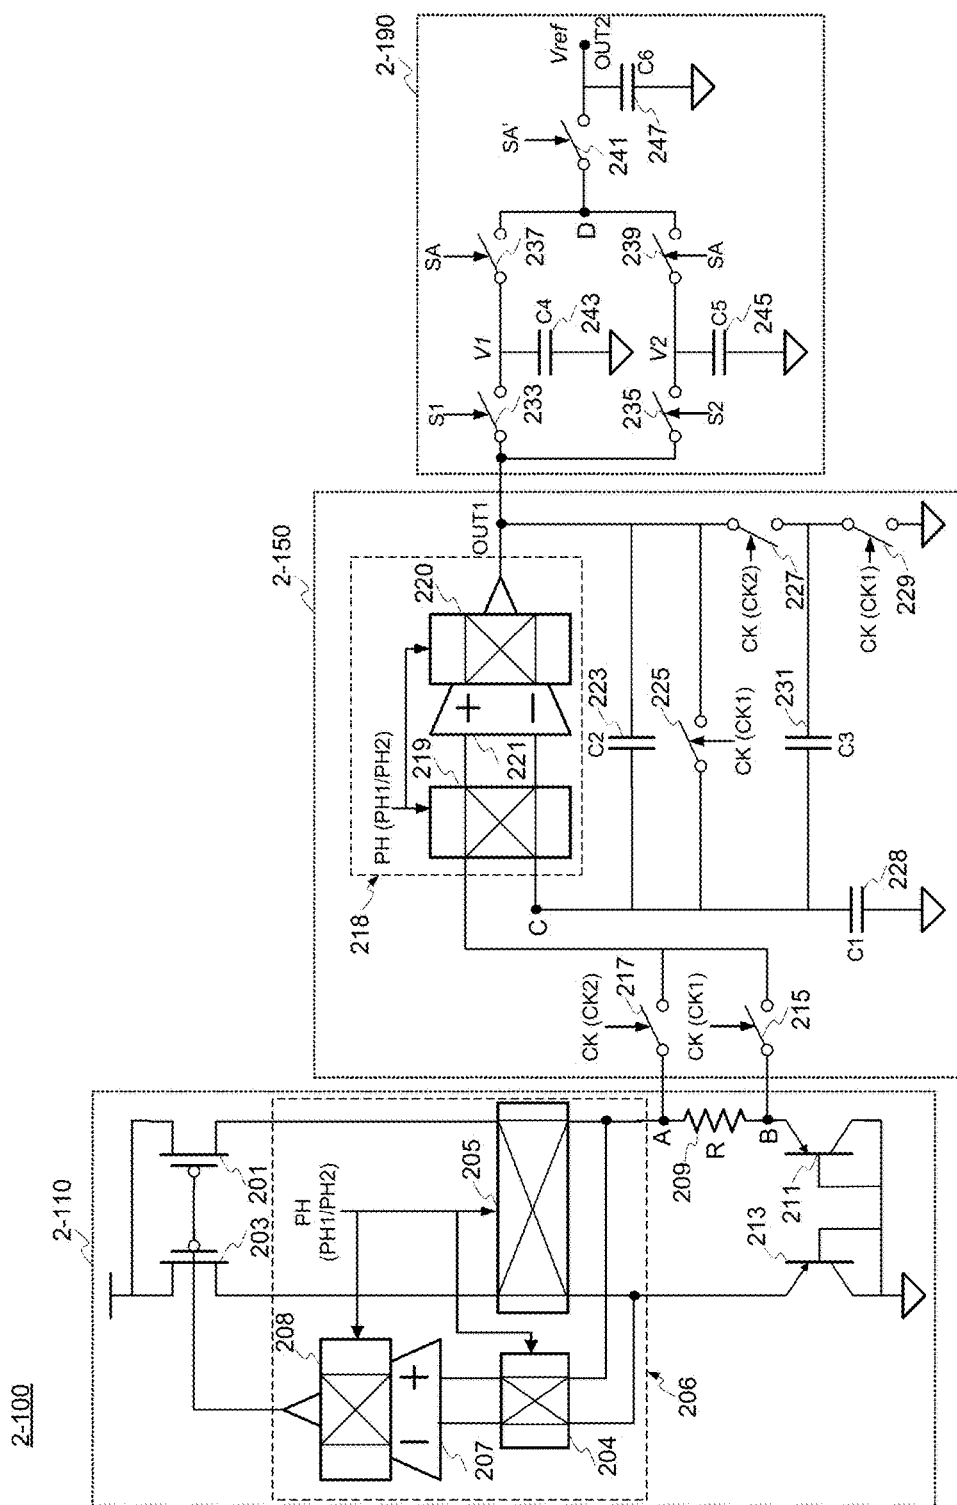 2-100
2-110
203
201
PH
(PH1/PH2)
208
+
−
207
205
204
206
A
R
209
B
213
211
2-150
PH (PH1/PH2)
218
219
220
+
−
221
OUT1
C
CK (CK2)
217
CK (CK1)
215
C2
223
225
CK (CK1)
C3
231
C1
228
CK (CK2)
227
CK (CK1)
229
2-190
S1
233
V1
C4
243
SA
237
235
S2
V2
C5
245
239
SA
D
SA'
241
Vref
OUT2
C6
247